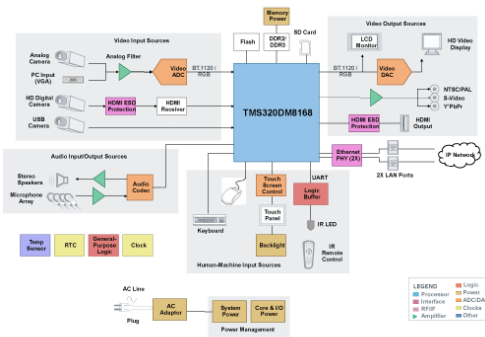 Memory
Power
Video Input Sources
Video Output Sources
Analog
Camera
Analog Filter
PC Input
(VGA)
Video
ADC
BT.1120 /
RGB
Flash
DDR2/
DDR3
SD Card
LCD
Monitor
HD Video
Display
BT.1120 /
RGB
Video
DAC
HD Digital
Camera
HDMI ESD
Protection
HDMI
Receiver
USB
Camera
TMS320DM8168
NTSC/PAL
S-Video
Y'PbPr
HDMI ESD
Protection
HDMI
Output
Audio Input/Output Sources
Stereo
Speakers
Microphone
Array
Audio
Codec
Ethernet
PHY (2X)
IP Network
2X LAN Ports
UART
Touch
Screen
Control
Logic
Buffer
Keyboard
Touch
Panel
IR LED
Backlight
IR
Remote
Control
Human-Machine Input Sources
Temp
Sensor
RTC
General-
Purpose
Logic
Clock
AC Line
Plug
AC
Adaptor
System
Power
Core & I/O
Power
Power Management
LEGEND
Processor
Interface
RF/IF
Amplifier
Logic
Power
ADC/DA
Clocks
Other